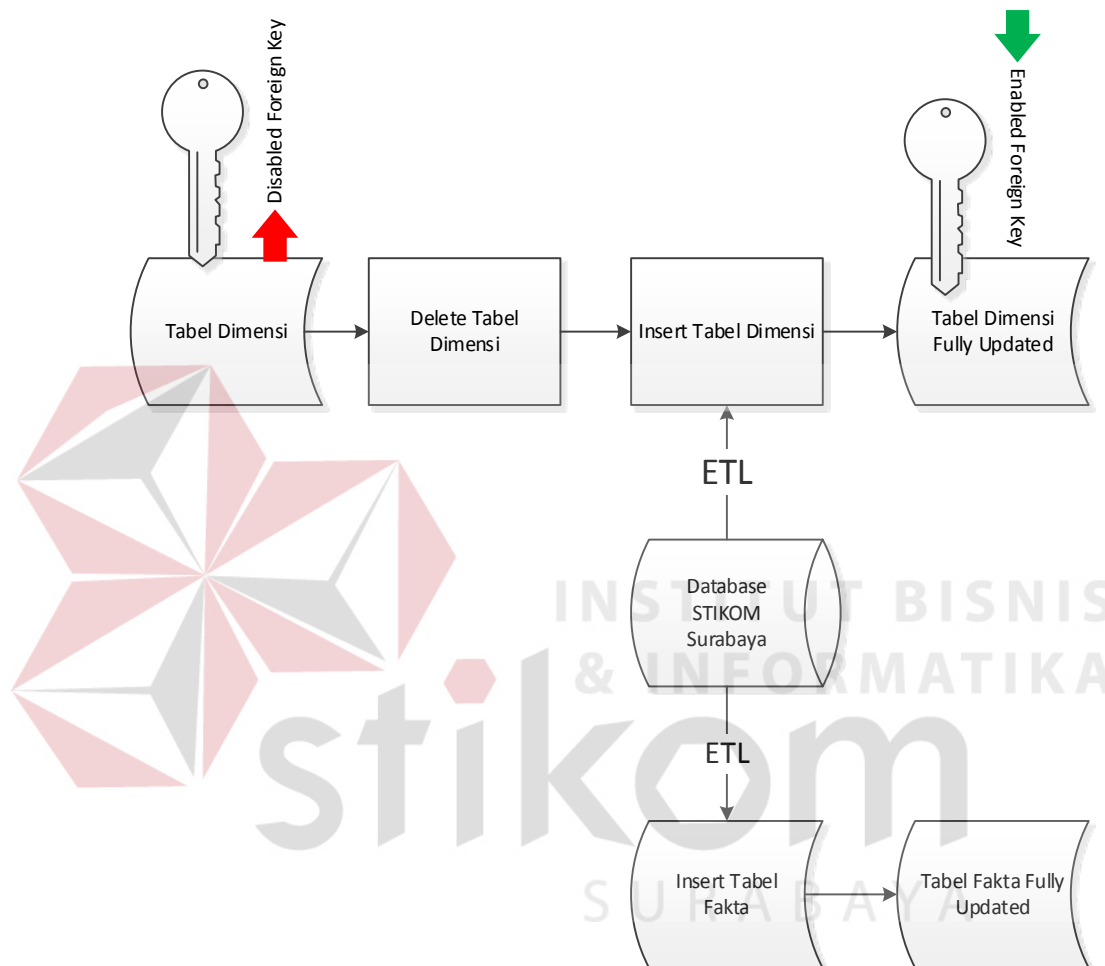 Disabled Foreign Key
Enabled Foreign Key
Tabel Dimensi
Delete Tabel
Dimensi
Insert Tabel Dimensi
Tabel Dimensi
Fully Updated
ETL
Database
STIKOM
Surabaya
INSTITUT BISNIS
& INFORMATIKA
stikom
SURABAYA
ETL
Insert Tabel
Fakta
Tabel Fakta Fully
Updated